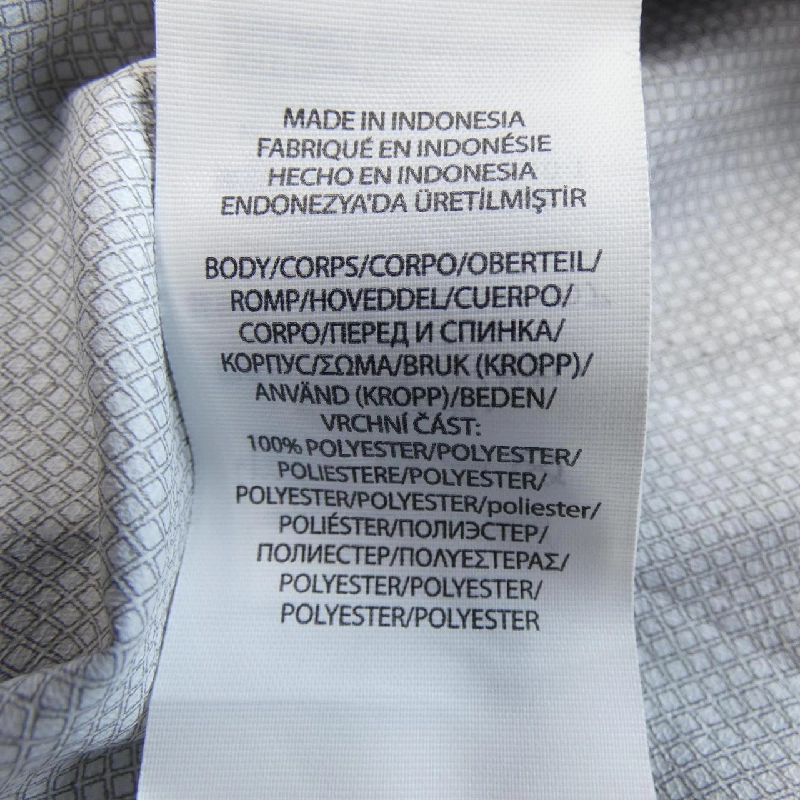 MADE IN INDONESIA
FABRIQUÉ EN INDONÉSIE
HECHO EN INDONESIA
ENDONEZYA'DA ÜRETİLMİŞTİR
BODY/CORPS/CORPO/OBERTEIL/
ROMP/HOVEDDEL/CUERPO/
CORPO/ПЕРЕД И СПИНКА/
КОРПУС/ΣΩΜΑ/BRUK (KROPP)/
ANVÄND (KROPP)/BEDEN/
VRCHNÍ ČÁST:
100% POLYESTER/POLYESTER/
POLIESTERE/POLYESTER/
POLYESTER/POLYESTER/poliester/
POLIÉSTER/ПОЛИЭСТЕР/
ПОЛИЕСТЕР/ΠΟΛΥΕΣΤΕΡΑΣ/
POLYESTER/POLYESTER/
POLYESTER/POLYESTER